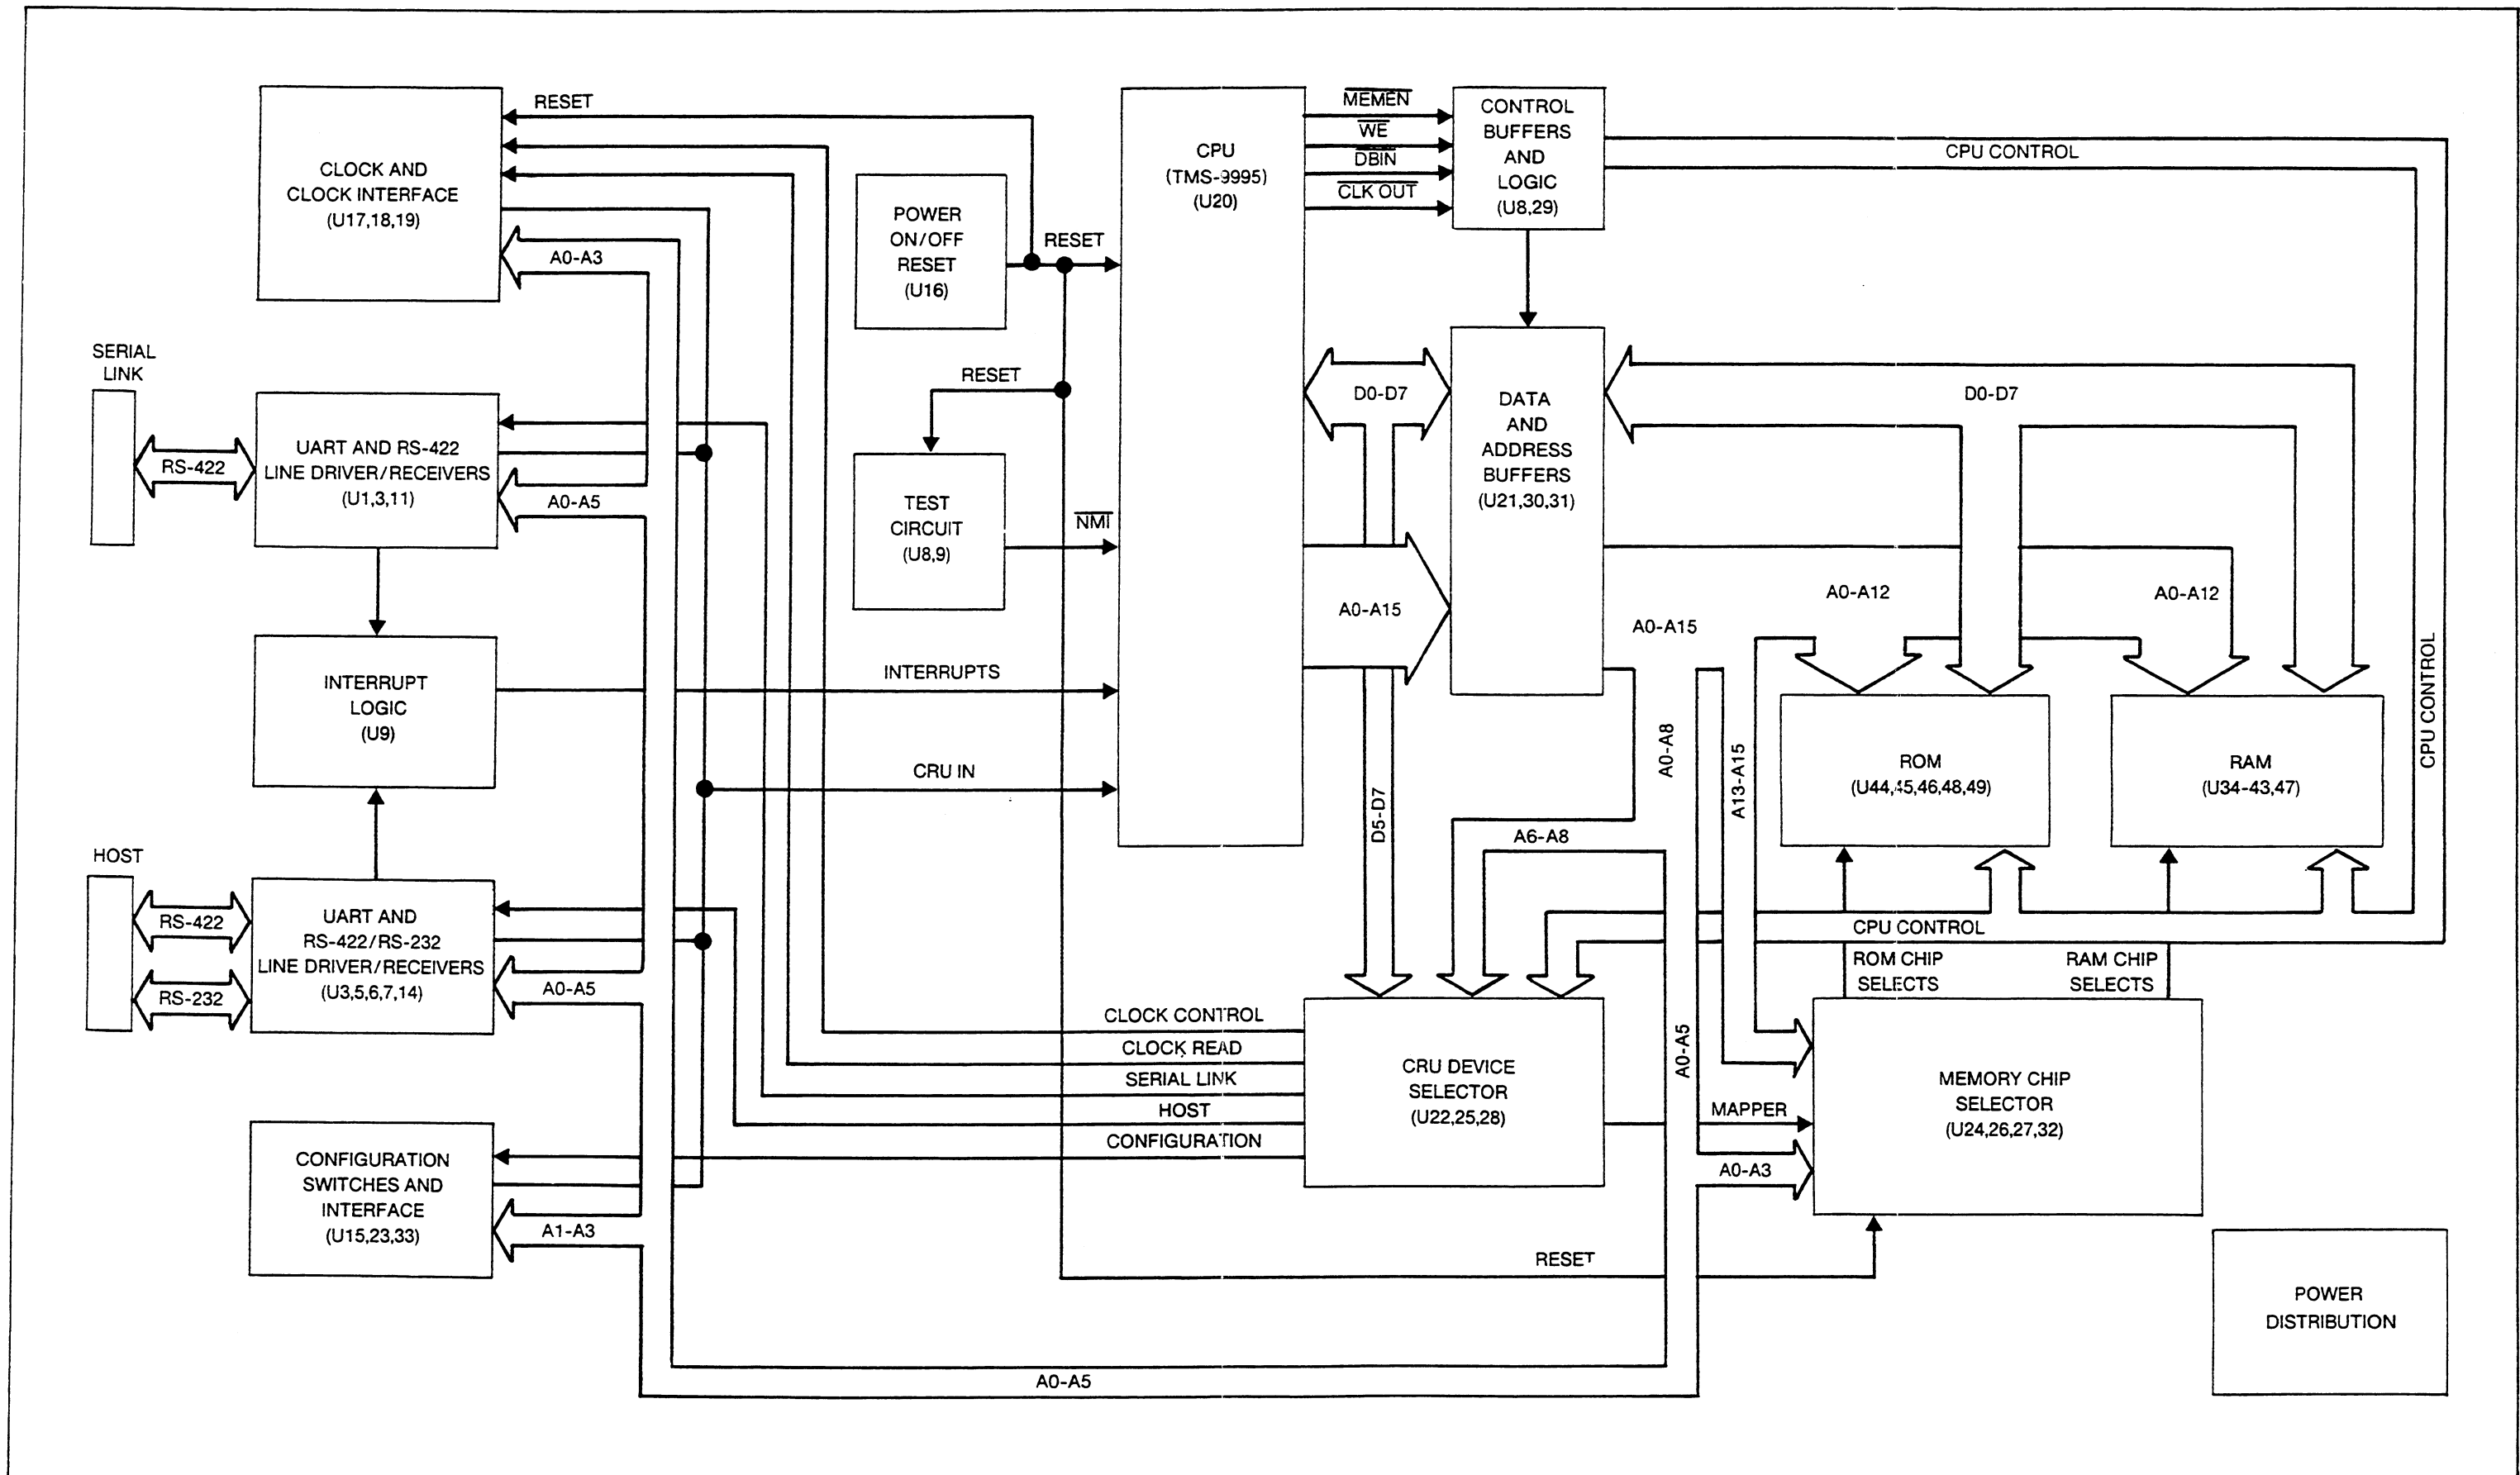 RESET
CLOCK AND
CLOCK INTERFACE
(U17,18,19)
A0-A3
SERIAL
LINK
RS-422
UART AND RS-422
LINE DRIVER/RECEIVERS
(U1,3,11)
A0-A5
INTERRUPT
LOGIC
(U9)
HOST
RS-422
RS-232
UART AND
RS-422/RS-232
LINE DRIVER/RECEIVERS
(U3,5,6,7,14)
A0-A5
CONFIGURATION
SWITCHES AND
INTERFACE
(U15,23,33)
A1-A3
POWER
ON/OFF
RESET
(U16)
RESET
RESET
TEST
CIRCUIT
(U8,9)
NMI
INTERRUPTS
CRU IN
CPU
(TMS-9995)
(U20)
MEMEN
WE
DBIN
CLK OUT
CONTROL
BUFFERS
AND
LOGIC
(U8,29)
CPU CONTROL
D0-D7
DATA
AND
ADDRESS
BUFFERS
(U21,30,31)
D0-D7
A0-A15
A0-A15
A0-A12
A0-A12
CPU CONTROL
A0-A8
A13-A15
ROM
(U44,45,46,48,49)
RAM
(U34-43,47)
D5-D7
A6-A8
CPU CONTROL
ROM CHIP
SELECTS
RAM CHIP
SELECTS
CLOCK CONTROL
CLOCK READ
SERIAL LINK
HOST
CONFIGURATION
CRU DEVICE
SELECTOR
(U22,25,28)
A0-A5
MAPPER
A0-A3
MEMORY CHIP
SELECTOR
(U24,26,27,32)
RESET
A0-A5
POWER
DISTRIBUTION